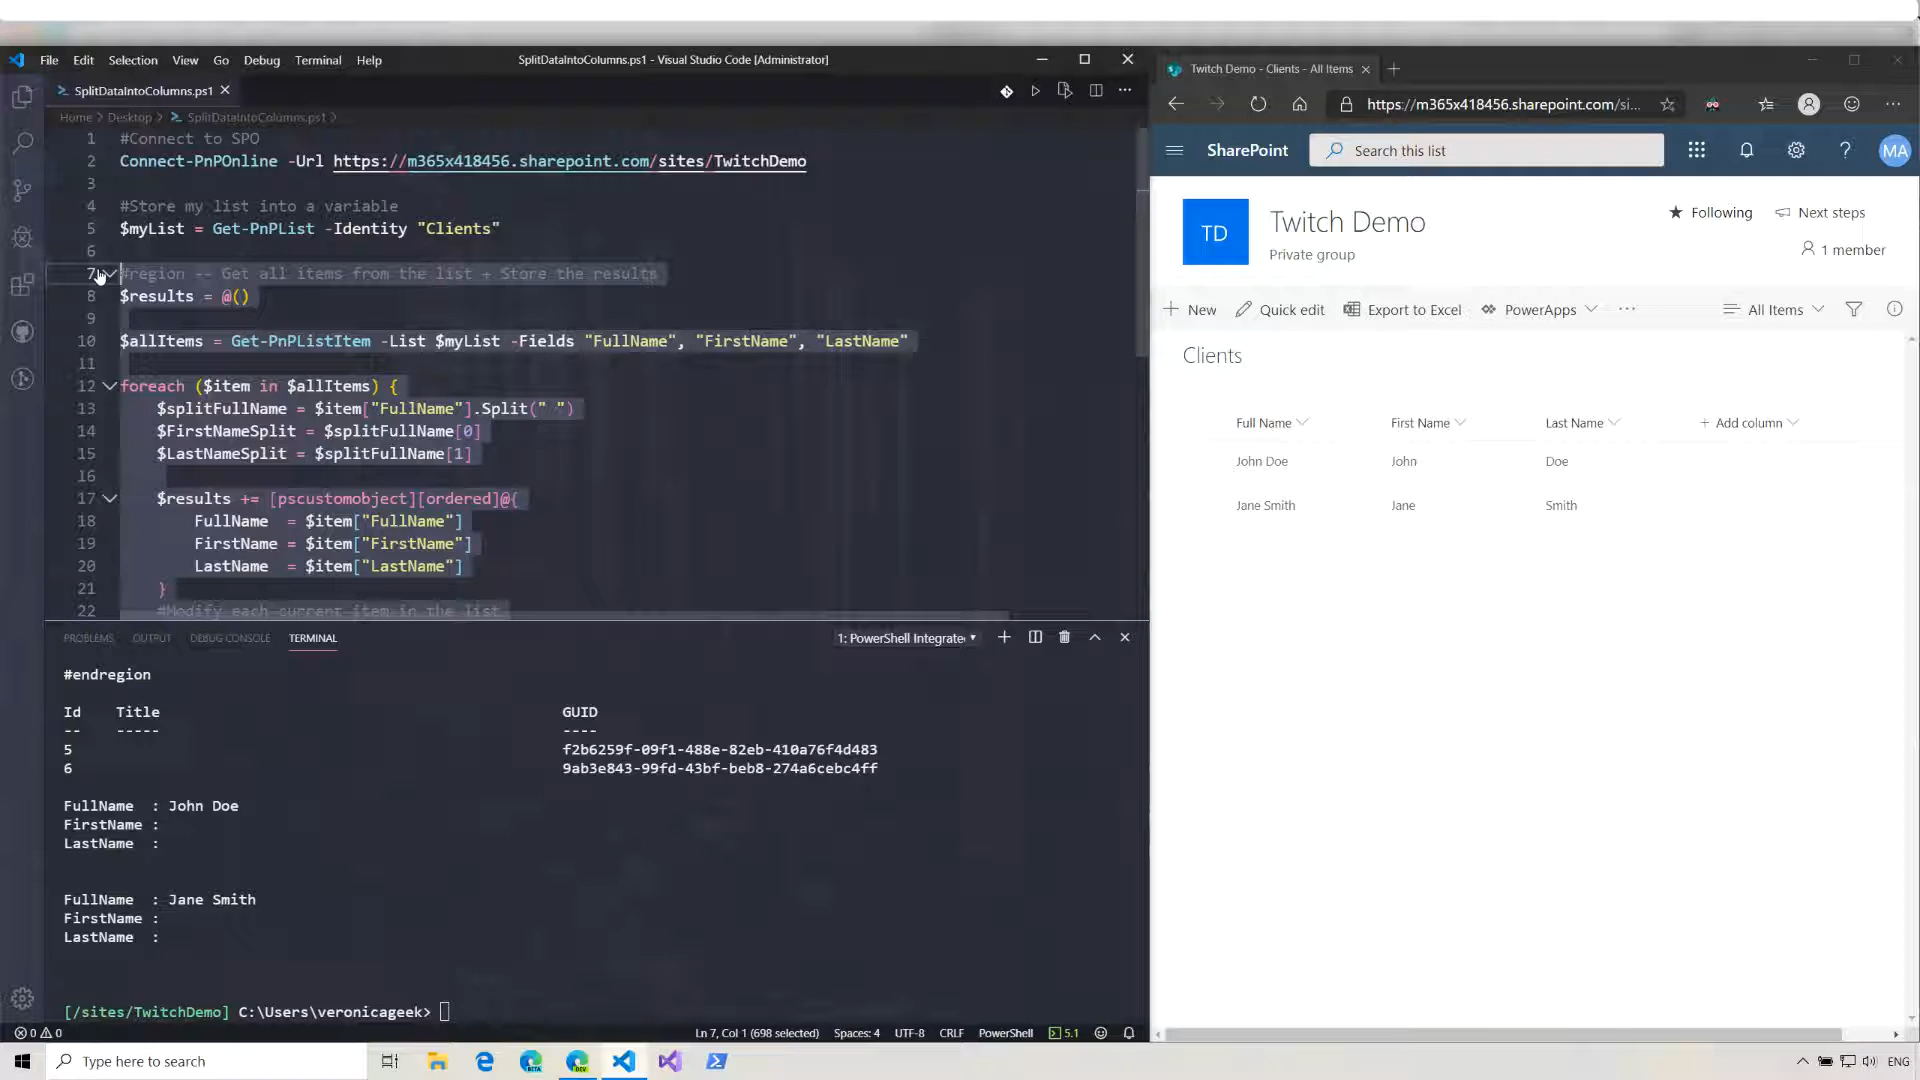 File Edit Selection View Go Debug Terminal Help
SplitDataIntoColumns.ps1 - Visual Studio Code [Administrator]
SplitDataIntoColumns.ps1
Home > Desktop > SplitDataIntoColumns.ps1 >
1 #Connect to SPO
2 Connect-PnPOnline -Url https://m365x418456.sharepoint.com/sites/TwitchDemo
3
4 #Store my list into a variable
5 $myList = Get-PnPList -Identity "Clients"
6
7 #region -- Get all items from the list + Store the results
8 $results = @()
9
10 $allItems = Get-PnPListItem -List $myList -Fields "FullName", "FirstName", "LastName"
11
12 foreach ($item in $allItems) {
13 $splitFullName = $item["FullName"].Split(" ")
14 $FirstNameSplit = $splitFullName[0]
15 $LastNameSplit = $splitFullName[1]
16
17 $results += [pscustomobject][ordered]@{
18 FullName = $item["FullName"]
19 FirstName = $item["FirstName"]
20 LastName = $item["LastName"]
21 }
22 #Modify each current item in the list
PROBLEMS OUTPUT DEBUG CONSOLE TERMINAL
1: PowerShell Integrate
#endregion
Id Title GUID
-- ----- ----
5 f2b6259f-09f1-488e-82eb-410a76f4d483
6 9ab3e843-99fd-43bf-beb8-274a6cebc4ff
FullName : John Doe
FirstName :
LastName :
FullName : Jane Smith
FirstName :
LastName :
[/sites/TwitchDemo] C:\Users\veronicageek>
0 0
Ln 7, Col 1 (698 selected) Spaces: 4 UTF-8 CRLF PowerShell 5.1
Twitch Demo - Clients - All Items
https://m365x418456.sharepoint.com/si...
SharePoint
Search this list
MA
TD
Twitch Demo
Private group
Following Next steps
1 member
New Quick edit Export to Excel PowerApps ... All Items
Clients
Full Name First Name Last Name + Add column
John Doe John Doe
Jane Smith Jane Smith
Type here to search
BETA
DEV
ENG